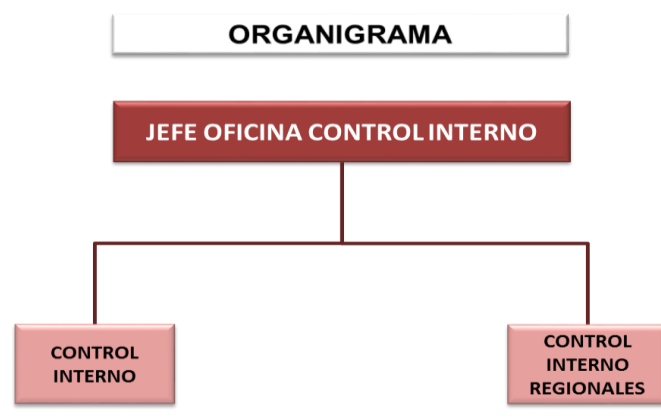 ORGANIGRAMA
JEFE OFICINA CONTROL INTERNO
CONTROL
INTERNO
CONTROL
INTERNO
REGIONALES